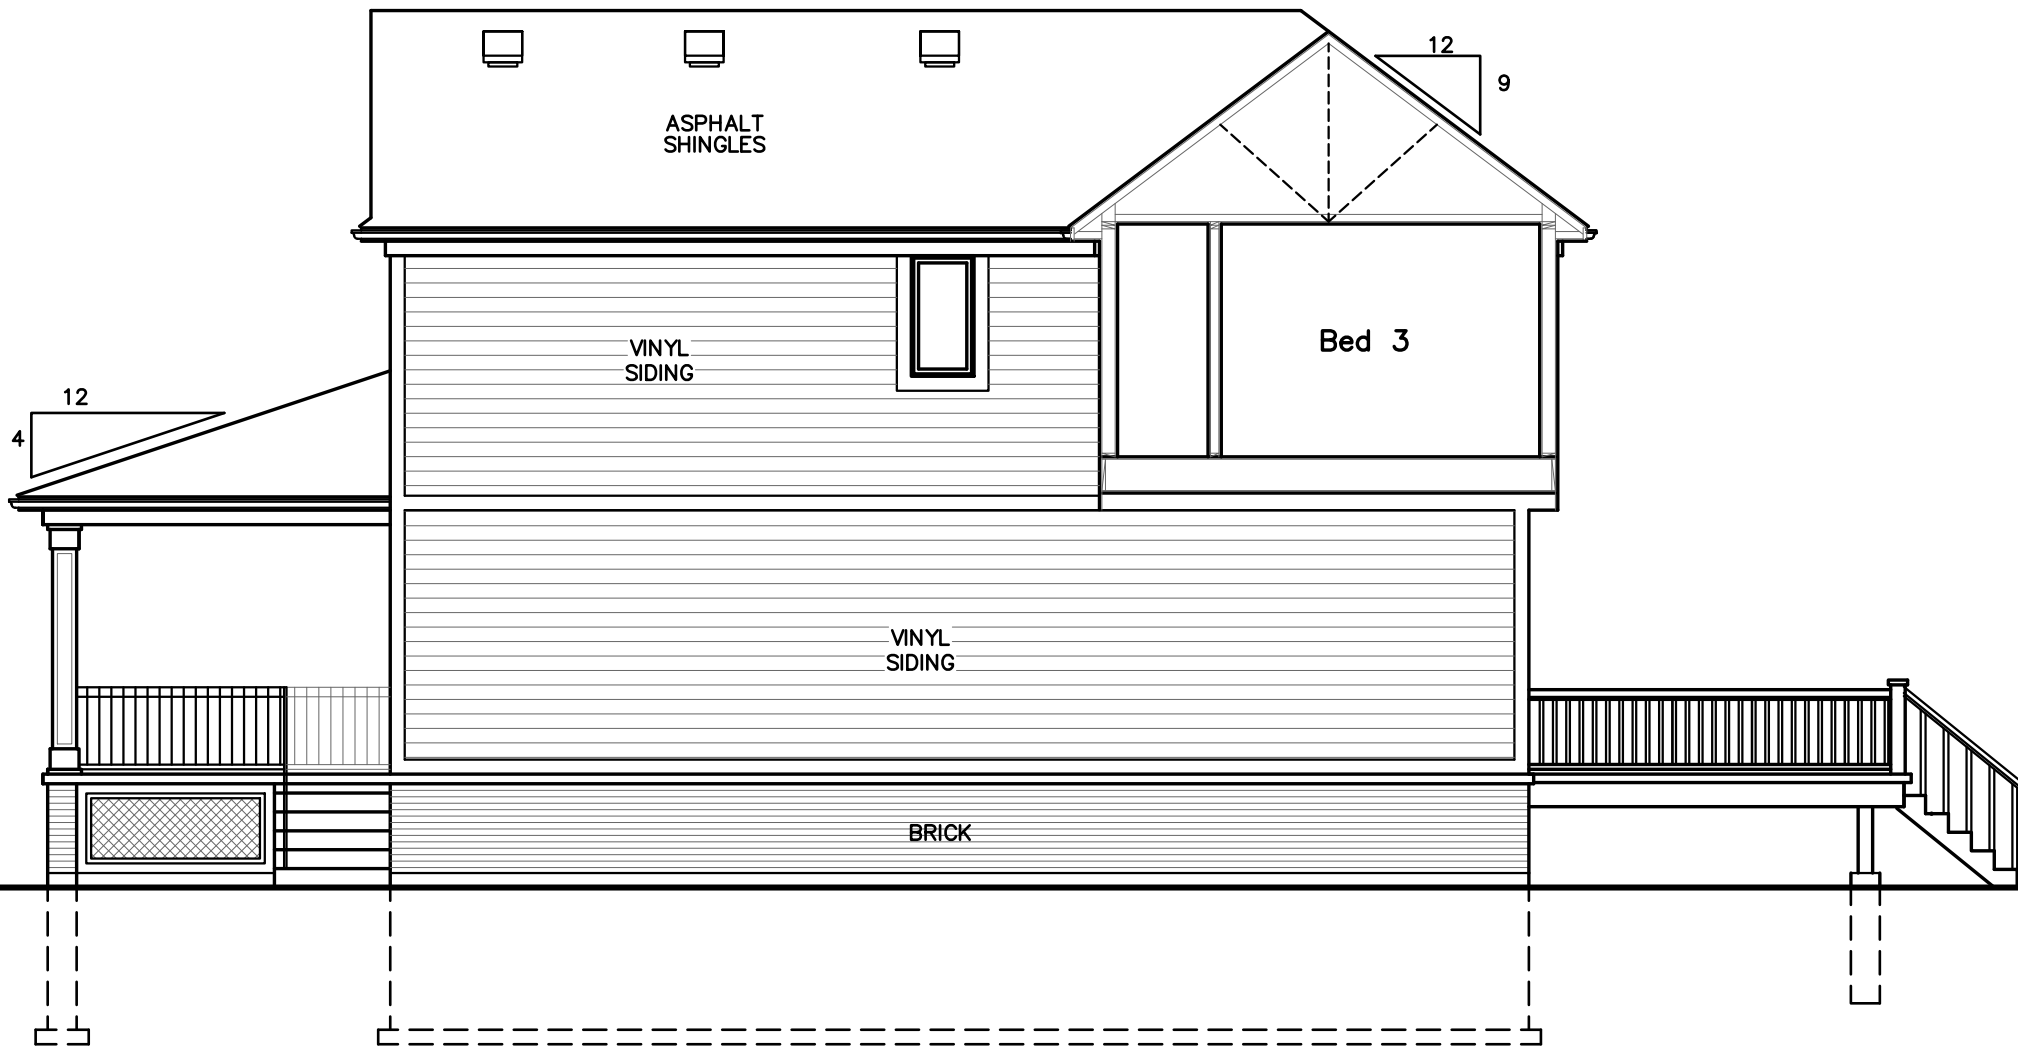 12
9
ASPHALT
SHINGLES
Bed 3
VINYL
SIDING
12
4
VINYL
SIDING
BRICK